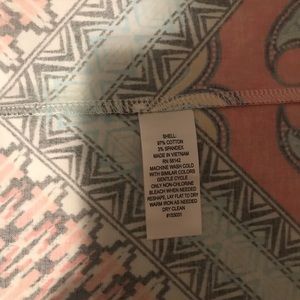 SHELL:
97% COTTON
3% SPANDEX
MADE IN VIETNAM
RN 56142
MACHINE WASH COLD
WITH SIMILAR COLORS
GENTLE CYCLE
ONLY NON-CHLORINE
BLEACH WHEN NEEDED
RESHAPE, LAY FLAT TO DRY
WARM IRON AS NEEDED
DRY CLEAN